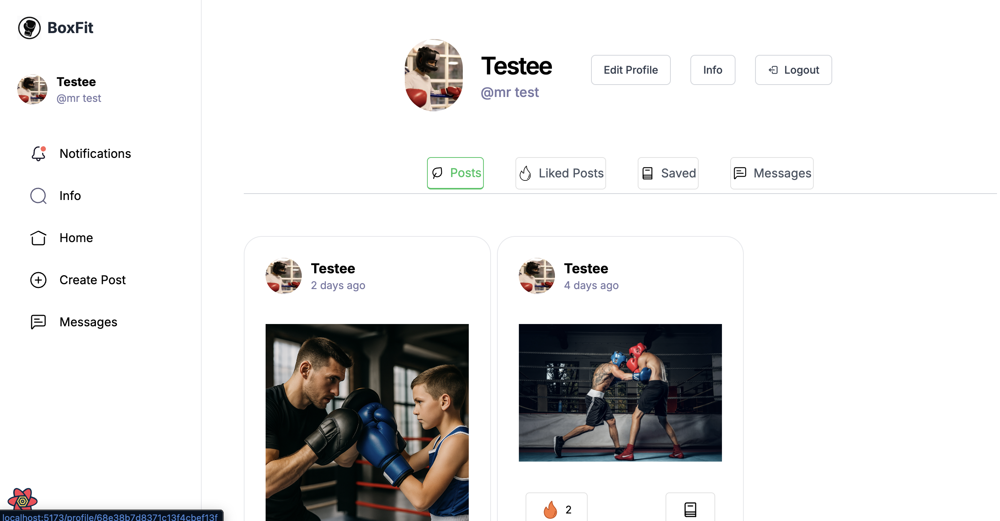 BoxFit
Testee
@mr test
Notifications
Info
Home
Create Post
Messages
Testee
@mr test
Edit Profile
Info
Logout
Posts
Liked Posts
Saved
Messages
Testee
2 days ago
Testee
4 days ago
2
localhost:5173/profile/68e38b7d8371c13f4cbef13f